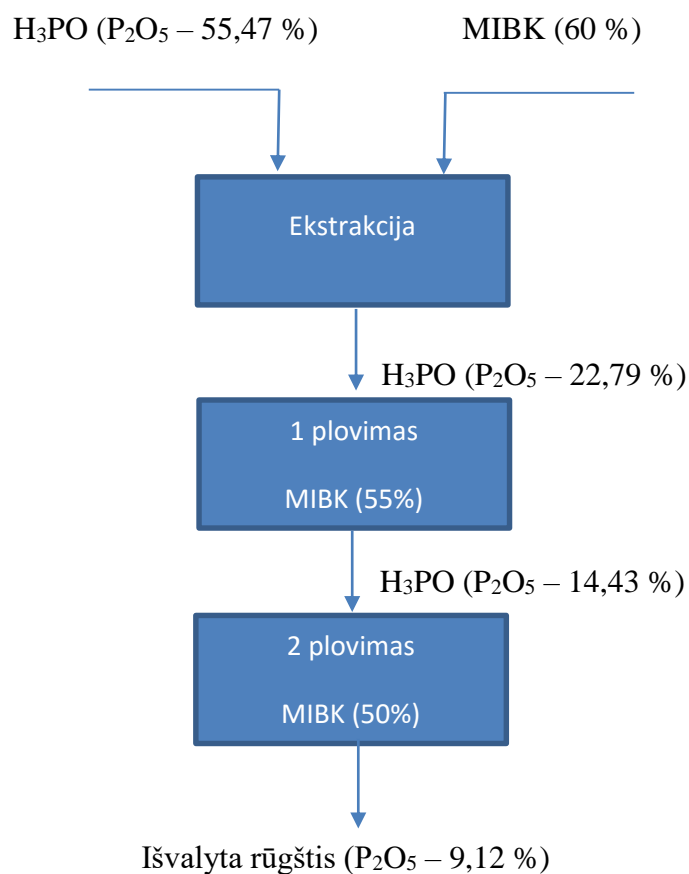 H₃PO (P₂O₅ – 55,47 %)
MIBK (60 %)
Ekstrakcija
H₃PO (P₂O₅ – 22,79 %)
1 plovimas
MIBK (55%)
H₃PO (P₂O₅ – 14,43 %)
2 plovimas
MIBK (50%)
Išvalyta rūgštis (P₂O₅ – 9,12 %)